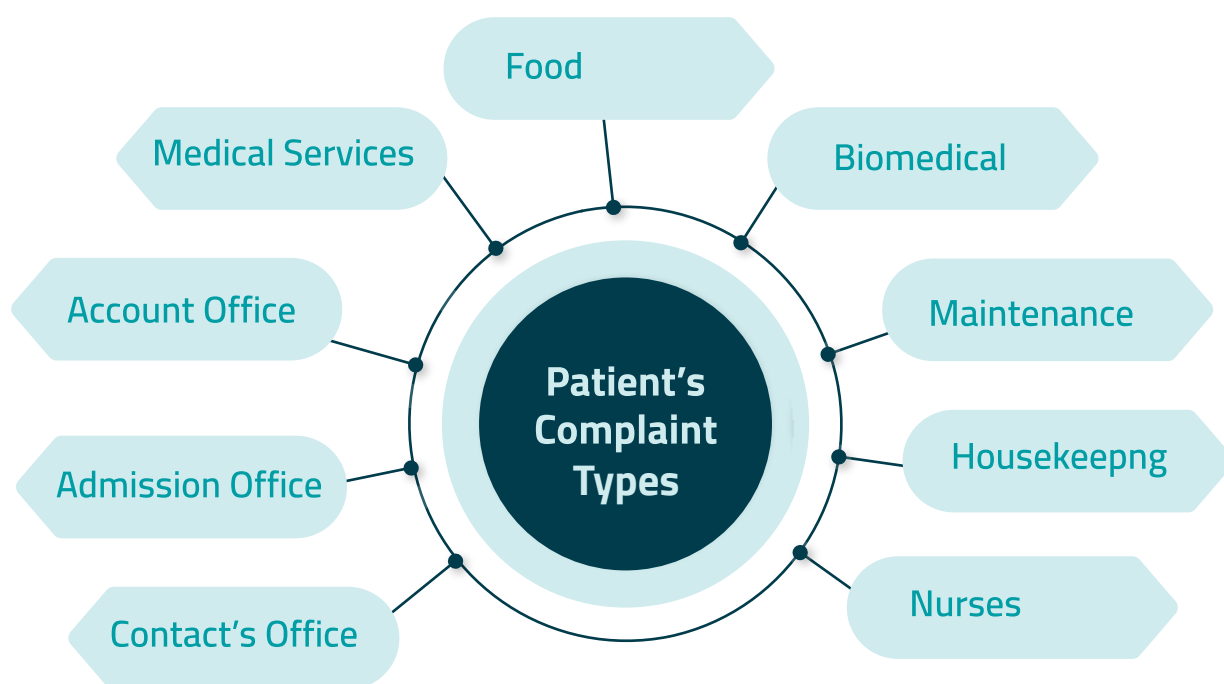 Food
Medical Services
Biomedical
Account Office
Maintenance
Patient's
Complaint
Types
Housekeepng
Admission Office
Nurses
Contact's Office